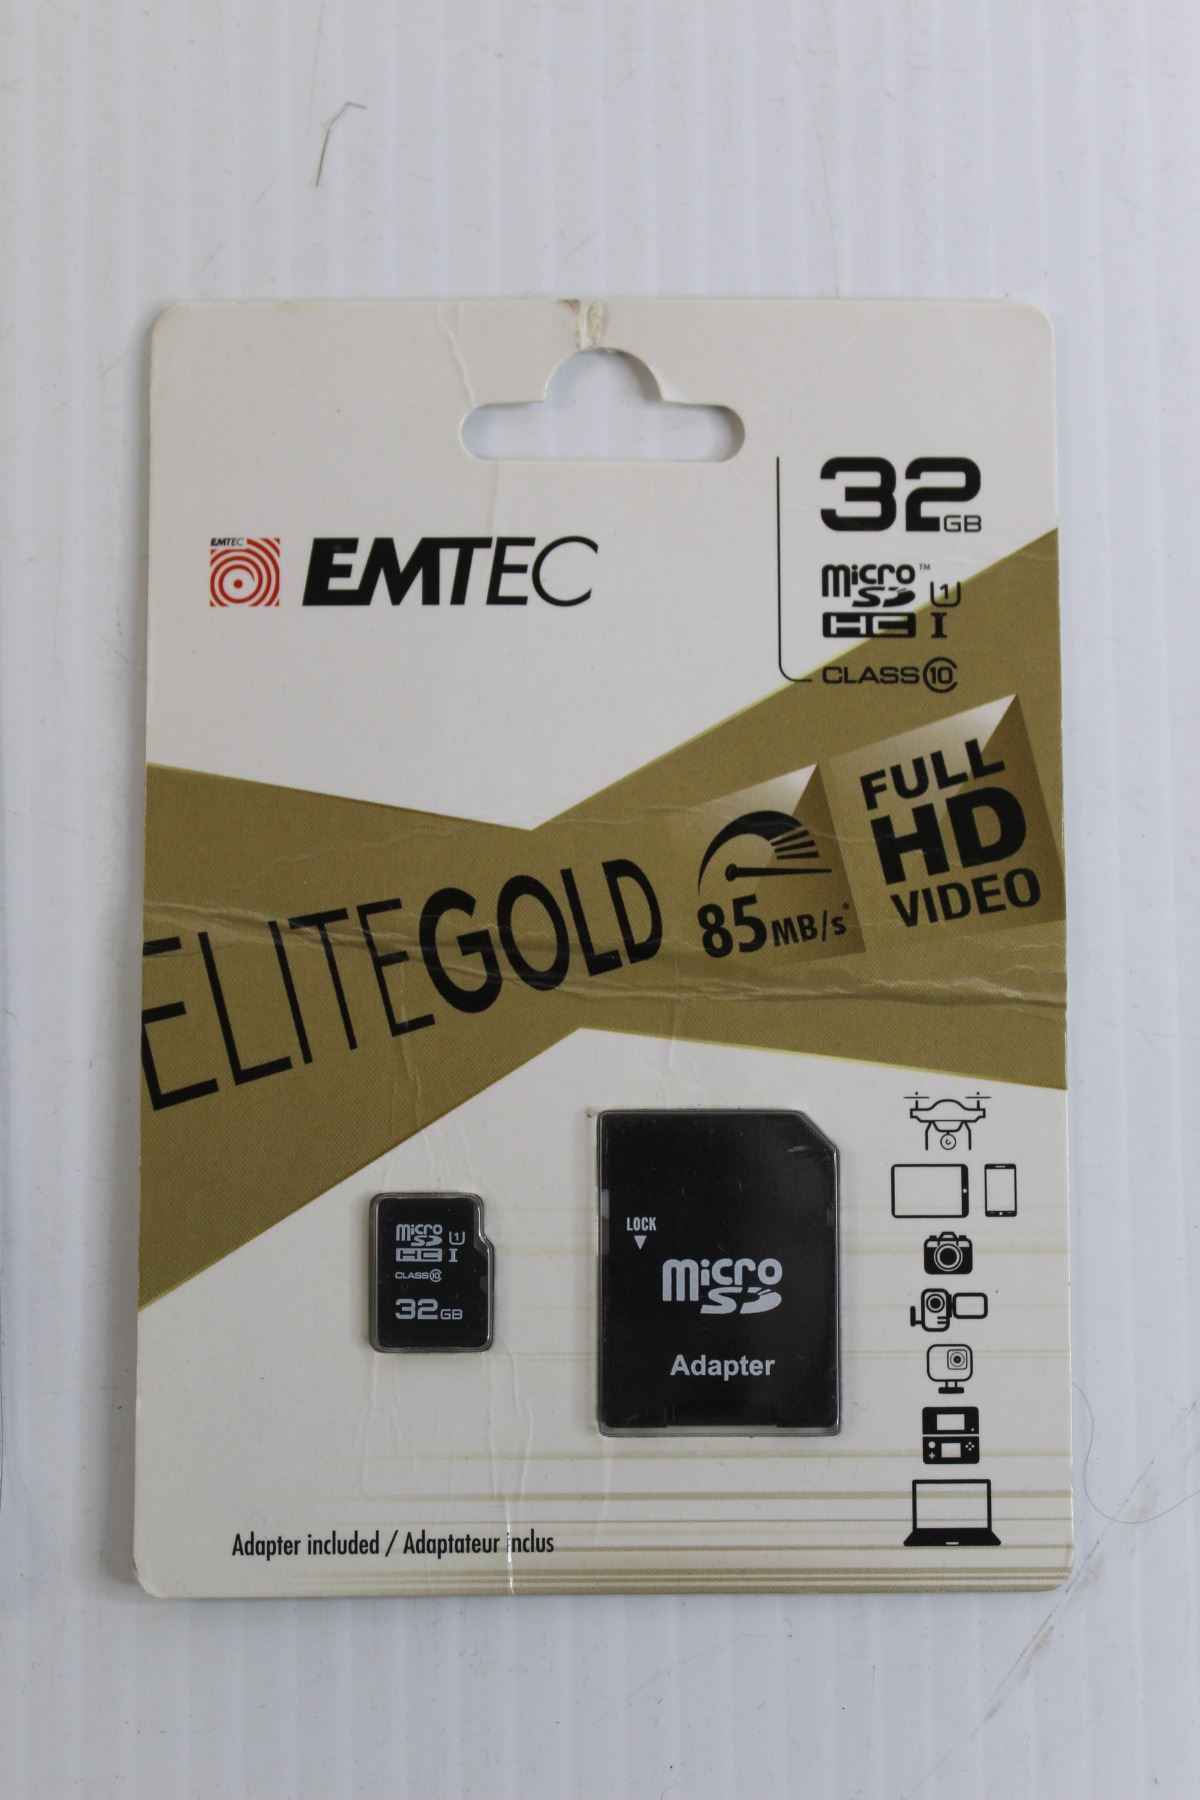 32GB
EMTEC
EMTEC
micro™
SD U1
HC I
CLASS 10
FULL
HD
VIDEO
85MB/s*
ELITEGOLD
LOCK
micro
SD U1
HC I
CLASS 10
32GB
micro
SD
Adapter
Adapter included / Adaptateur inclus